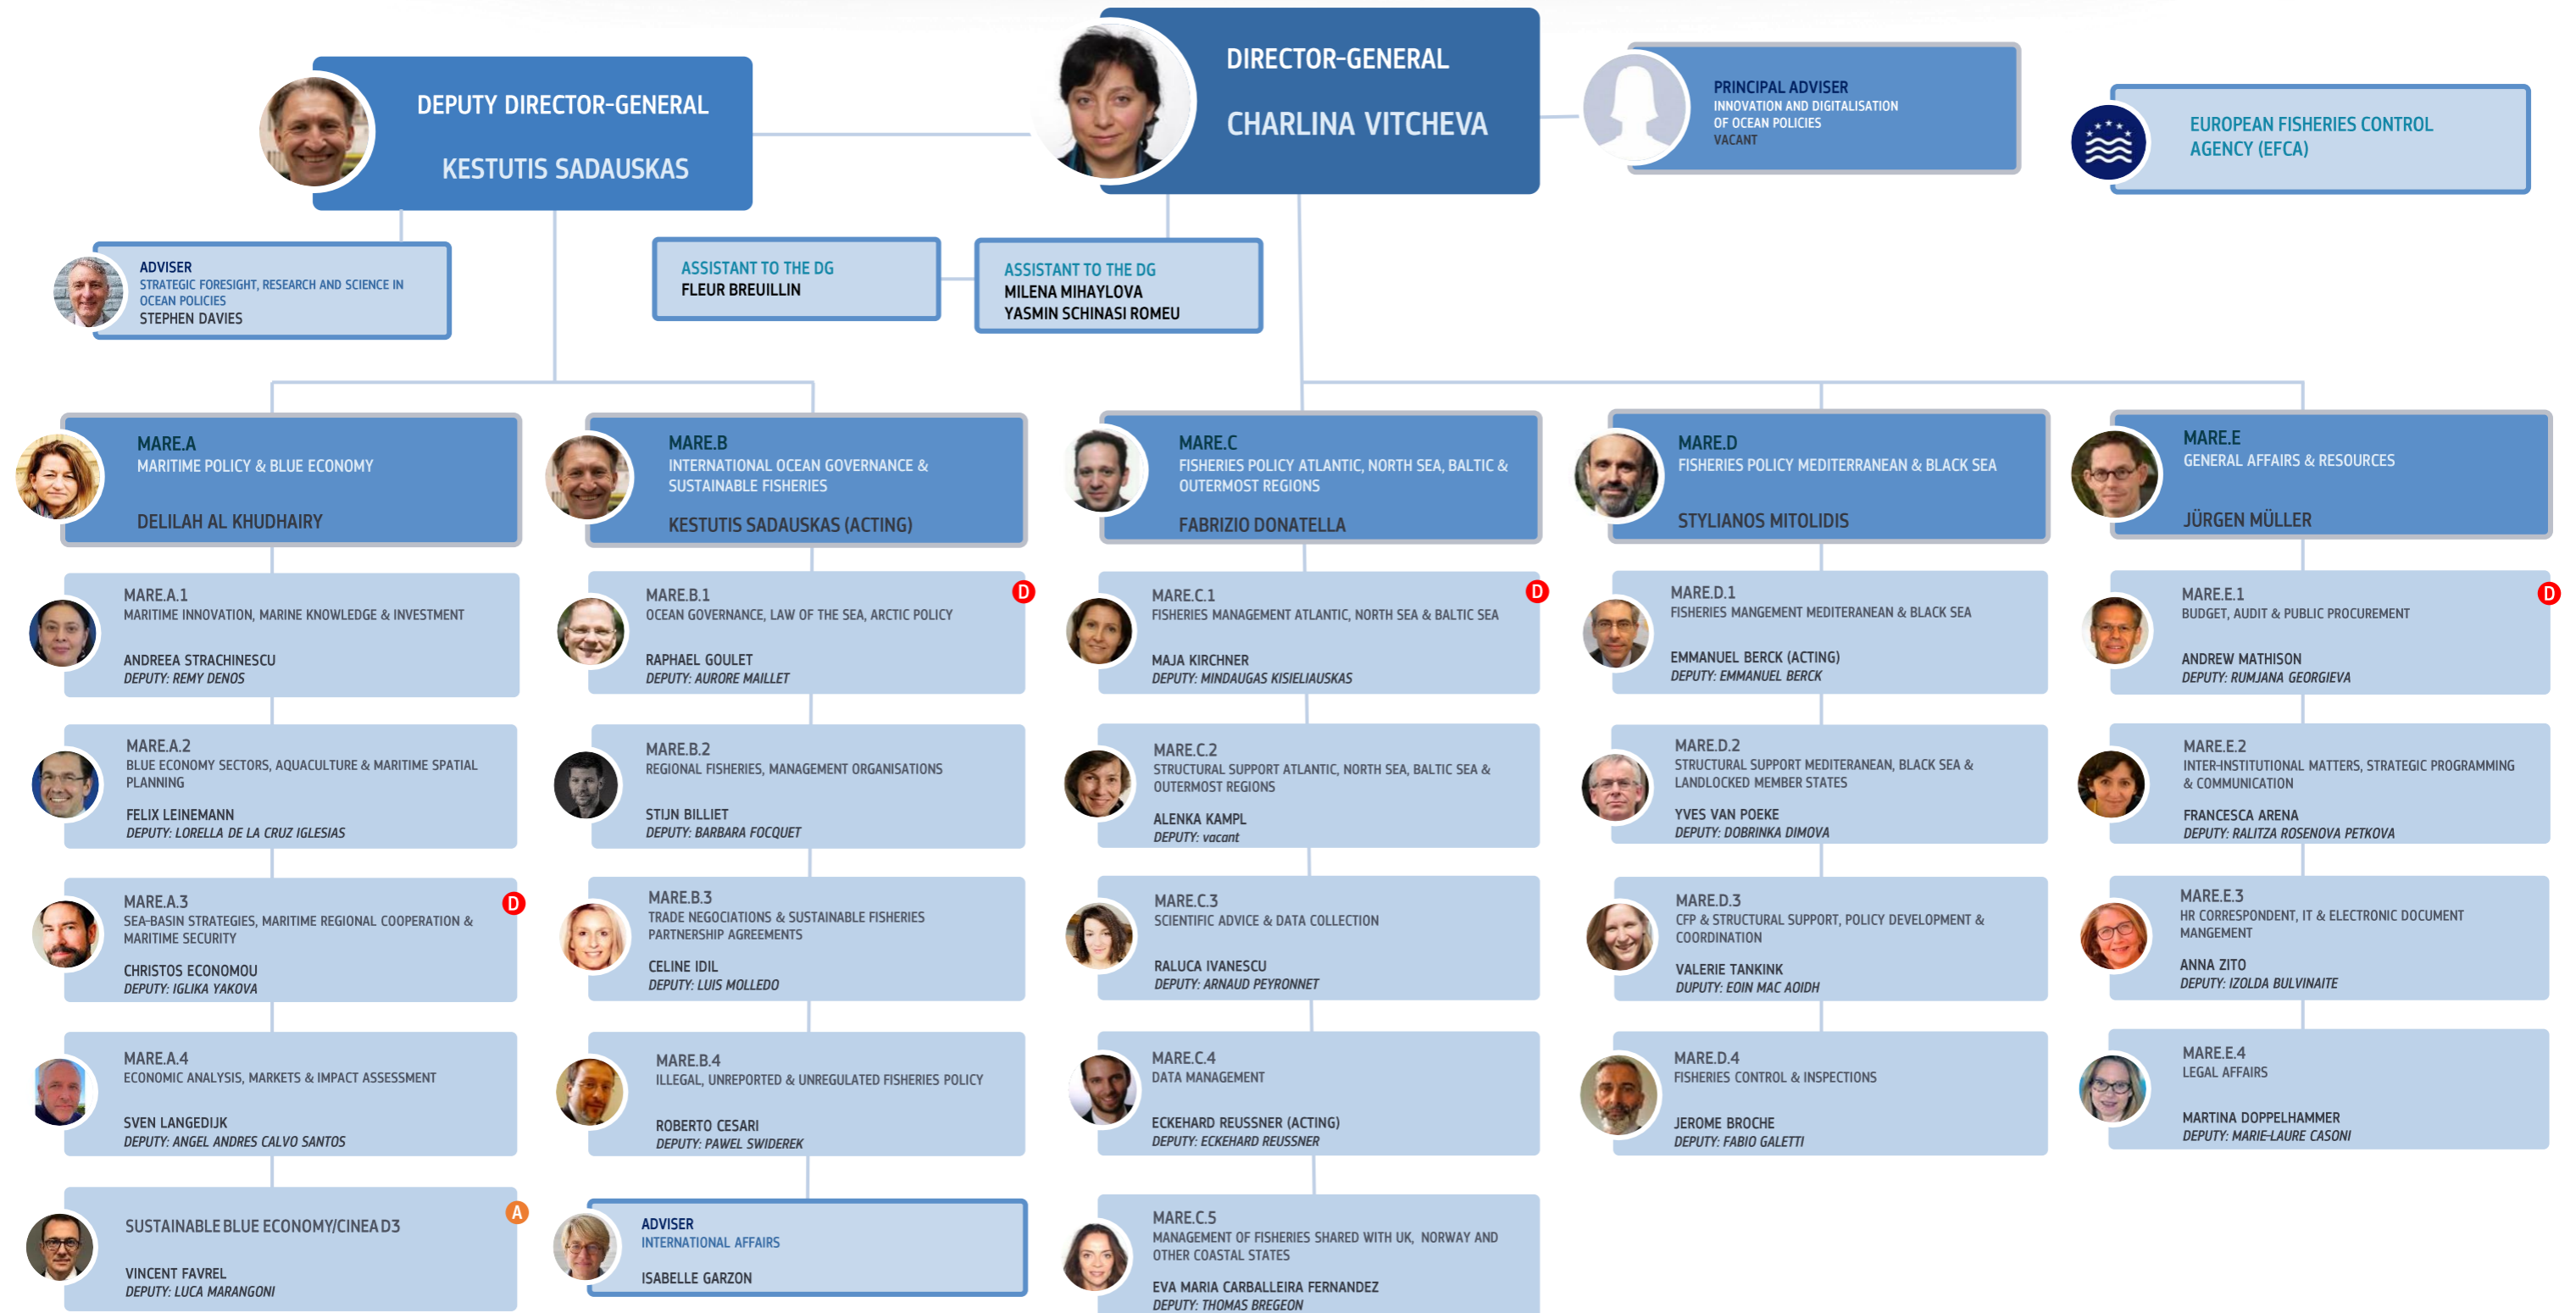 DEPUTY DIRECTOR-GENERAL
KESTUTIS SADAUSKAS
DIRECTOR-GENERAL
CHARLINA VITCHEVA
PRINCIPAL ADVISER
INNOVATION AND DIGITALISATION
OF OCEAN POLICIES
VACANT
EUROPEAN FISHERIES CONTROL
AGENCY (EFCA)
ADVISER
STRATEGIC FORESIGHT, RESEARCH AND SCIENCE IN
OCEAN POLICIES
STEPHEN DAVIES
ASSISTANT TO THE DG
FLEUR BREUILLIN
ASSISTANT TO THE DG
MILENA MIHAYLOVA
YASMIN SCHINASI ROMEU
MARE.A
MARITIME POLICY & BLUE ECONOMY
DELILAH AL KHUDHAIRY
MARE.A.1
MARITIME INNOVATION, MARINE KNOWLEDGE & INVESTMENT
ANDREEA STRACHINESCU
DEPUTY: REMY DENOS
MARE.A.2
BLUE ECONOMY SECTORS, AQUACULTURE & MARITIME SPATIAL
PLANNING
FELIX LEINEMANN
DEPUTY: LORELLA DE LA CRUZ IGLESIAS
MARE.A.3
D
SEA-BASIN STRATEGIES, MARITIME REGIONAL COOPERATION &
MARITIME SECURITY
CHRISTOS ECONOMOU
DEPUTY: IGLIKA YAKOVA
MARE.A.4
ECONOMIC ANALYSIS, MARKETS & IMPACT ASSESSMENT
SVEN LANGEDIJK
DEPUTY: ANGEL ANDRES CALVO SANTOS
A
SUSTAINABLE BLUE ECONOMY/CINEA D3
VINCENT FAVREL
DEPUTY: LUCA MARANGONI
MARE.B
INTERNATIONAL OCEAN GOVERNANCE &
SUSTAINABLE FISHERIES
KESTUTIS SADAUSKAS (ACTING)
MARE.B.1
D
OCEAN GOVERNANCE, LAW OF THE SEA, ARCTIC POLICY
RAPHAEL GOULET
DEPUTY: AURORE MAILLET
MARE.B.2
REGIONAL FISHERIES, MANAGEMENT ORGANISATIONS
STIJN BILLIET
DEPUTY: BARBARA FOCQUET
MARE.B.3
TRADE NEGOCIATIONS & SUSTAINABLE FISHERIES
PARTNERSHIP AGREEMENTS
CELINE IDIL
DEPUTY: LUIS MOLLEDO
MARE.B.4
ILLEGAL, UNREPORTED & UNREGULATED FISHERIES POLICY
ROBERTO CESARI
DEPUTY: PAWEL SWIDEREK
ADVISER
INTERNATIONAL AFFAIRS
ISABELLE GARZON
MARE.C
FISHERIES POLICY ATLANTIC, NORTH SEA, BALTIC &
OUTERMOST REGIONS
FABRIZIO DONATELLA
MARE.C.1
D
FISHERIES MANAGEMENT ATLANTIC, NORTH SEA & BALTIC SEA
MAJA KIRCHNER
DEPUTY: MINDAUGAS KISIELIAUSKAS
MARE.C.2
STRUCTURAL SUPPORT ATLANTIC, NORTH SEA, BALTIC SEA &
OUTERMOST REGIONS
ALENKA KAMPL
DEPUTY: vacant
MARE.C.3
SCIENTIFIC ADVICE & DATA COLLECTION
RALUCA IVANESCU
DEPUTY: ARNAUD PEYRONNET
MARE.C.4
DATA MANAGEMENT
ECKEHARD REUSSNER (ACTING)
DEPUTY: ECKEHARD REUSSNER
MARE.C.5
MANAGEMENT OF FISHERIES SHARED WITH UK, NORWAY AND
OTHER COASTAL STATES
EVA MARIA CARBALLEIRA FERNANDEZ
DEPUTY: THOMAS BREGEON
MARE.D
FISHERIES POLICY MEDITERRANEAN & BLACK SEA
STYLIANOS MITOLIDIS
MARE.D.1
FISHERIES MANGEMENT MEDITERANEAN & BLACK SEA
EMMANUEL BERCK (ACTING)
DEPUTY: EMMANUEL BERCK
MARE.D.2
STRUCTURAL SUPPORT MEDITERANEAN, BLACK SEA &
LANDLOCKED MEMBER STATES
YVES VAN POEKE
DEPUTY: DOBRINKA DIMOVA
MARE.D.3
CFP & STRUCTURAL SUPPORT, POLICY DEVELOPMENT &
COORDINATION
VALERIE TANKINK
DUPUTY: EOIN MAC AOIDH
MARE.D.4
FISHERIES CONTROL & INSPECTIONS
JEROME BROCHE
DEPUTY: FABIO GALETTI
MARE.E
GENERAL AFFAIRS & RESOURCES
JÜRGEN MÜLLER
MARE.E.1
D
BUDGET, AUDIT & PUBLIC PROCUREMENT
ANDREW MATHISON
DEPUTY: RUMJANA GEORGIEVA
MARE.E.2
INTER-INSTITUTIONAL MATTERS, STRATEGIC PROGRAMMING
& COMMUNICATION
FRANCESCA ARENA
DEPUTY: RALITZA ROSENOVA PETKOVA
MARE.E.3
HR CORRESPONDENT, IT & ELECTRONIC DOCUMENT
MANGEMENT
ANNA ZITO
DEPUTY: IZOLDA BULVINAITE
MARE.E.4
LEGAL AFFAIRS
MARTINA DOPPELHAMMER
DEPUTY: MARIE-LAURE CASONI